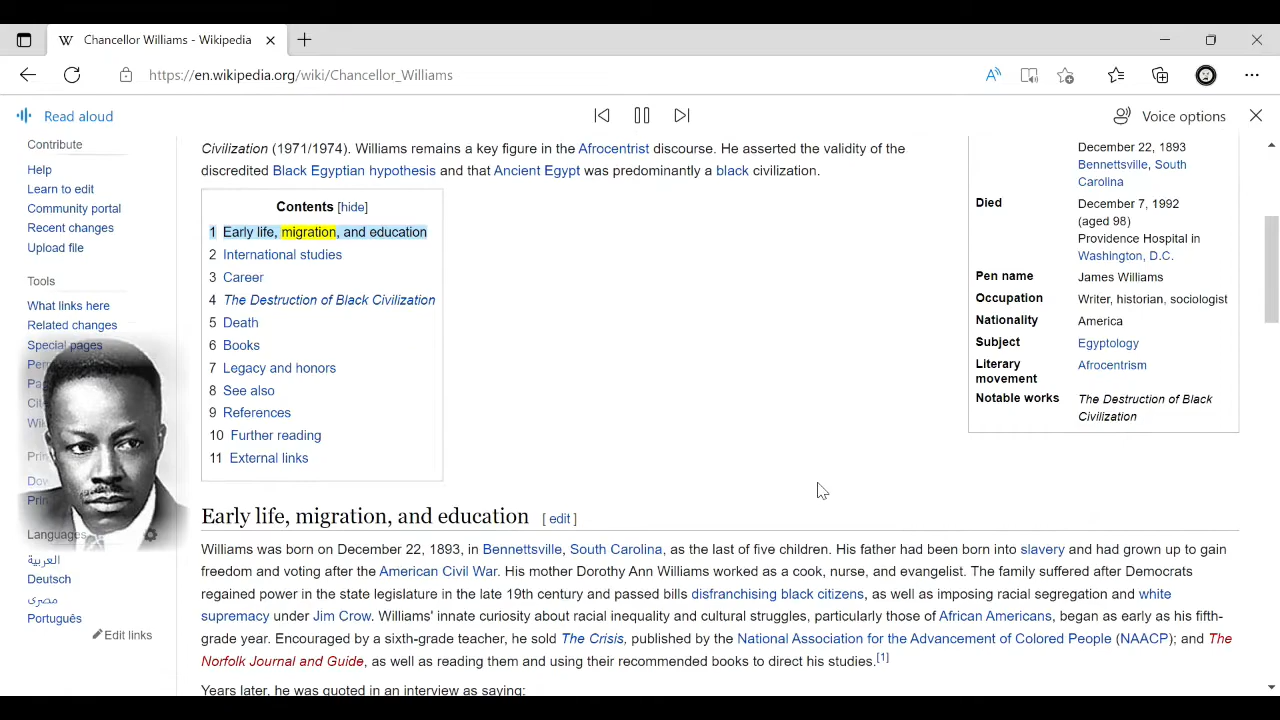 Chancellor Williams - Wikipedia
https://en.wikipedia.org/wiki/Chancellor_Williams
Read aloud
Voice options
Contribute
Help
Learn to edit
Community portal
Recent changes
Upload file
Tools
What links here
Related changes
Special pages
Languages
العربية
Deutsch
مصرى
Português
Edit links
Civilization (1971/1974). Williams remains a key figure in the Afrocentrist discourse. He asserted the validity of the
discredited Black Egyptian hypothesis and that Ancient Egypt was predominantly a black civilization.
Contents [hide]
1 Early life, migration, and education
2 International studies
3 Career
4 The Destruction of Black Civilization
5 Death
6 Books
7 Legacy and honors
8 See also
9 References
10 Further reading
11 External links
December 22, 1893
Bennettsville, South
Carolina
Died December 7, 1992
(aged 98)
Providence Hospital in
Washington, D.C.
Pen name James Williams
Occupation Writer, historian, sociologist
Nationality America
Subject Egyptology
Literary movement Afrocentrism
Notable works The Destruction of Black
Civilization
Early life, migration, and education [ edit ]
Williams was born on December 22, 1893, in Bennettsville, South Carolina, as the last of five children. His father had been born into slavery and had grown up to gain
freedom and voting after the American Civil War. His mother Dorothy Ann Williams worked as a cook, nurse, and evangelist. The family suffered after Democrats
regained power in the state legislature in the late 19th century and passed bills disfranchising black citizens, as well as imposing racial segregation and white
supremacy under Jim Crow. Williams' innate curiosity about racial inequality and cultural struggles, particularly those of African Americans, began as early as his fifth-
grade year. Encouraged by a sixth-grade teacher, he sold The Crisis, published by the National Association for the Advancement of Colored People (NAACP); and The
Norfolk Journal and Guide, as well as reading them and using their recommended books to direct his studies.[1]
Years later, he was quoted in an interview as saying: